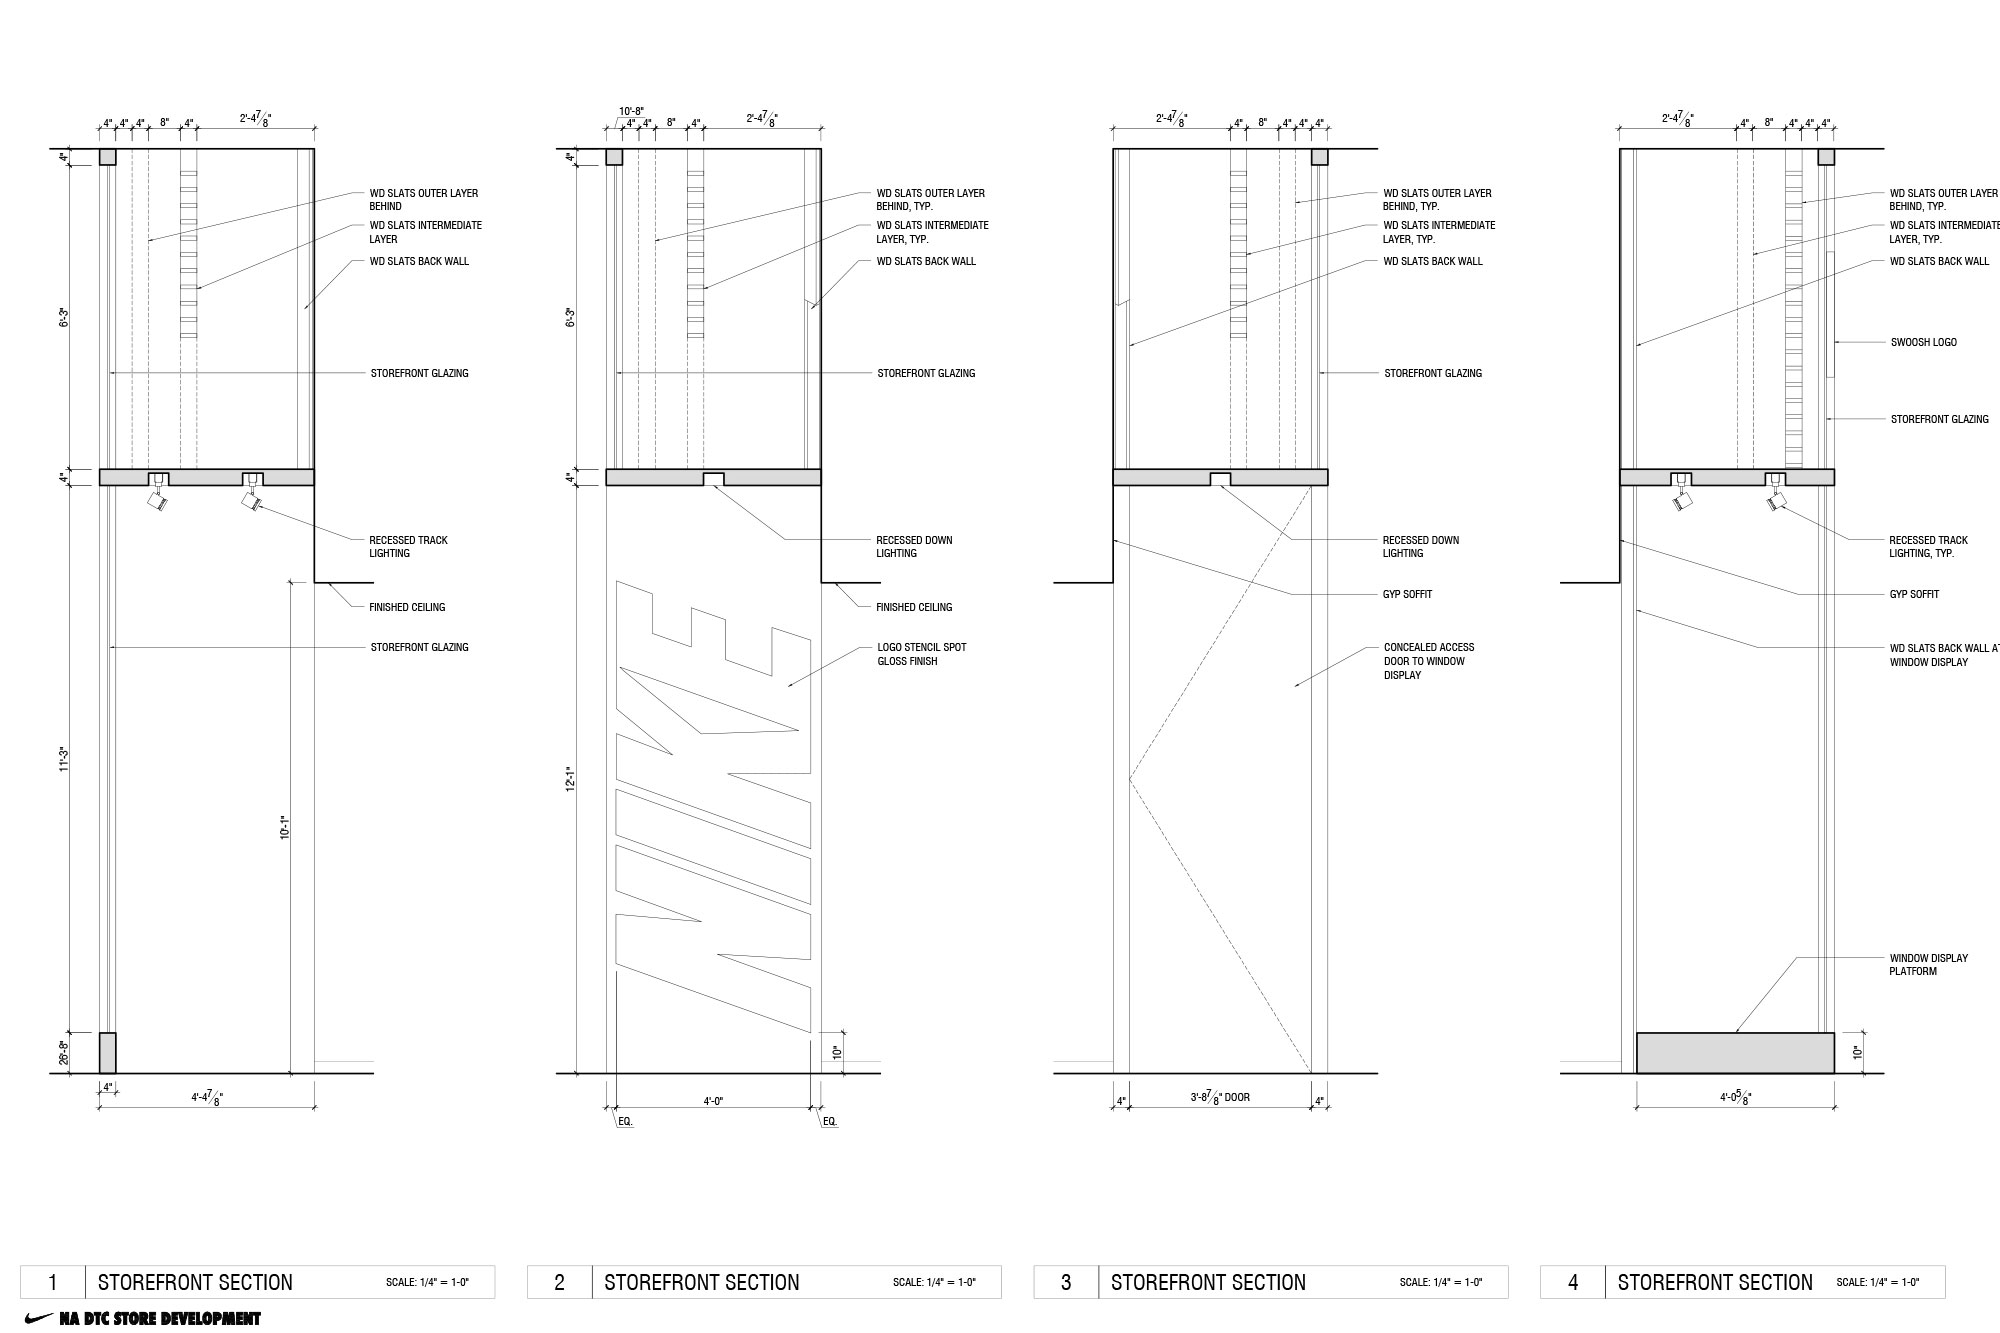 4" 4" 4" 8" 4" 2'-4 7/8"
4"
6'-3"
4"
11'-3"
26'-8"
10'-1"
WD SLATS OUTER LAYER
BEHIND
WD SLATS INTERMEDIATE
LAYER
WD SLATS BACK WALL
STOREFRONT GLAZING
RECESSED TRACK
LIGHTING
FINISHED CEILING
STOREFRONT GLAZING
4"
4'-4 7/8"
10'-8"
4" 4" 8" 4" 2'-4 7/8"
4"
6'-3"
4"
12'-1"
WD SLATS OUTER LAYER
BEHIND, TYP.
WD SLATS INTERMEDIATE
LAYER, TYP.
WD SLATS BACK WALL
STOREFRONT GLAZING
RECESSED DOWN
LIGHTING
FINISHED CEILING
LOGO STENCIL SPOT
GLOSS FINISH
NIKE
10"
4'-0"
EQ. EQ.
2'-4 7/8" 4" 8" 4" 4" 4"
WD SLATS OUTER LAYER
BEHIND, TYP.
WD SLATS INTERMEDIATE
LAYER, TYP.
WD SLATS BACK WALL
STOREFRONT GLAZING
RECESSED DOWN
LIGHTING
GYP SOFFIT
CONCEALED ACCESS
DOOR TO WINDOW
DISPLAY
4" 3'-8 7/8" DOOR 4"
2'-4 7/8" 4" 8" 4" 4" 4"
WD SLATS OUTER LAYER
BEHIND, TYP.
WD SLATS INTERMEDIATE
LAYER, TYP.
WD SLATS BACK WALL
SWOOSH LOGO
STOREFRONT GLAZING
RECESSED TRACK
LIGHTING, TYP.
GYP SOFFIT
WD SLATS BACK WALL AT
WINDOW DISPLAY
WINDOW DISPLAY
PLATFORM
10"
4'-0 5/8"
1 STOREFRONT SECTION SCALE: 1/4" = 1-0"
2 STOREFRONT SECTION SCALE: 1/4" = 1-0"
3 STOREFRONT SECTION SCALE: 1/4" = 1-0"
4 STOREFRONT SECTION SCALE: 1/4" = 1-0"
NA DTC STORE DEVELOPMENT